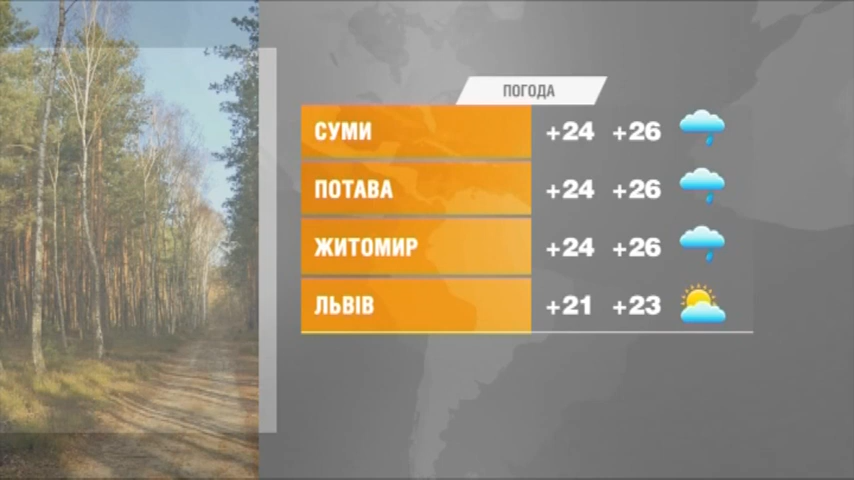 ПОГОДА
СУМИ +24 +26
ПОТАВА +24 +26
ЖИТОМИР +24 +26
ЛЬВІВ +21 +23